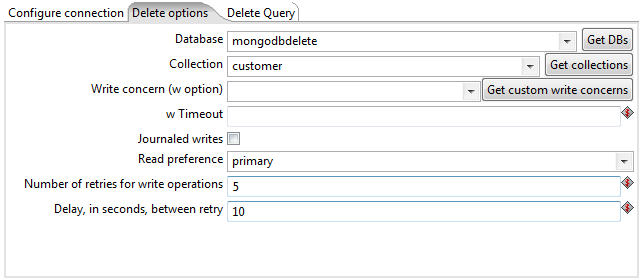 Configure connection Delete options Delete Query
Database mongodbdelete Get DBs
Collection customer Get collections
Write concern (w option) Get custom write concerns
w Timeout
Journaled writes
Read preference primary
Number of retries for write operations 5
Delay, in seconds, between retry 10